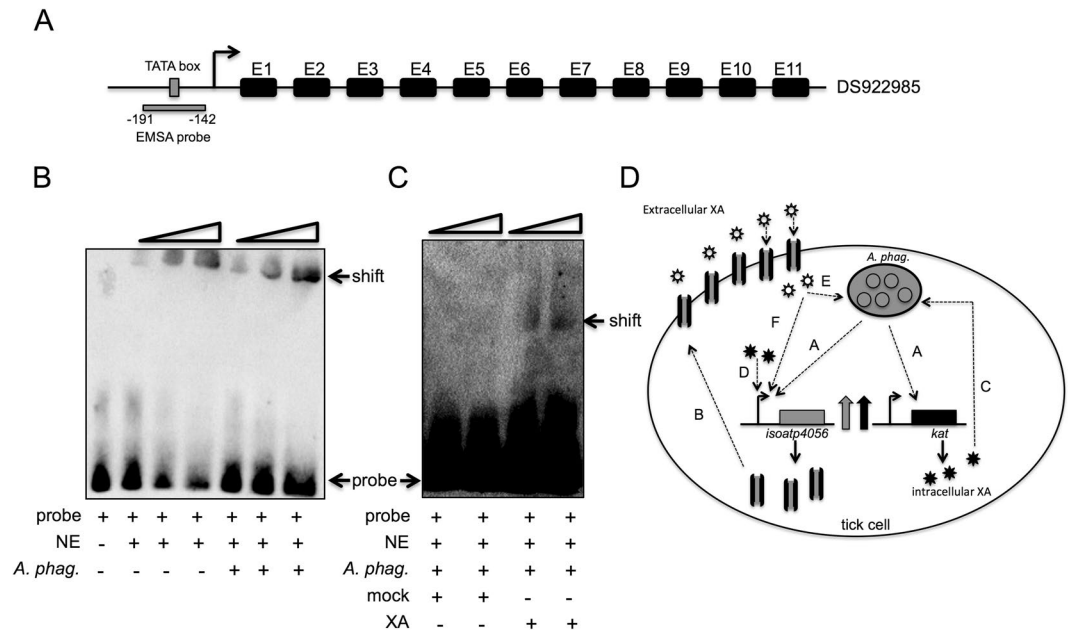 A
TATA box
E1 E2 E3 E4 E5 E6 E7 E8 E9 E10 E11
DS922985
-191 -142
EMSA probe
B
shift
probe
probe + + + + + + +
NE - + + + + + +
A. phag. - - - - + + +
C
shift
probe + + + +
NE + + + +
A. phag. + + + +
mock + + - -
XA - - + +
D
Extracellular XA
A. phag.
E
F
A
A
D
B
C
isoatp4056
kat
intracellular XA
tick cell